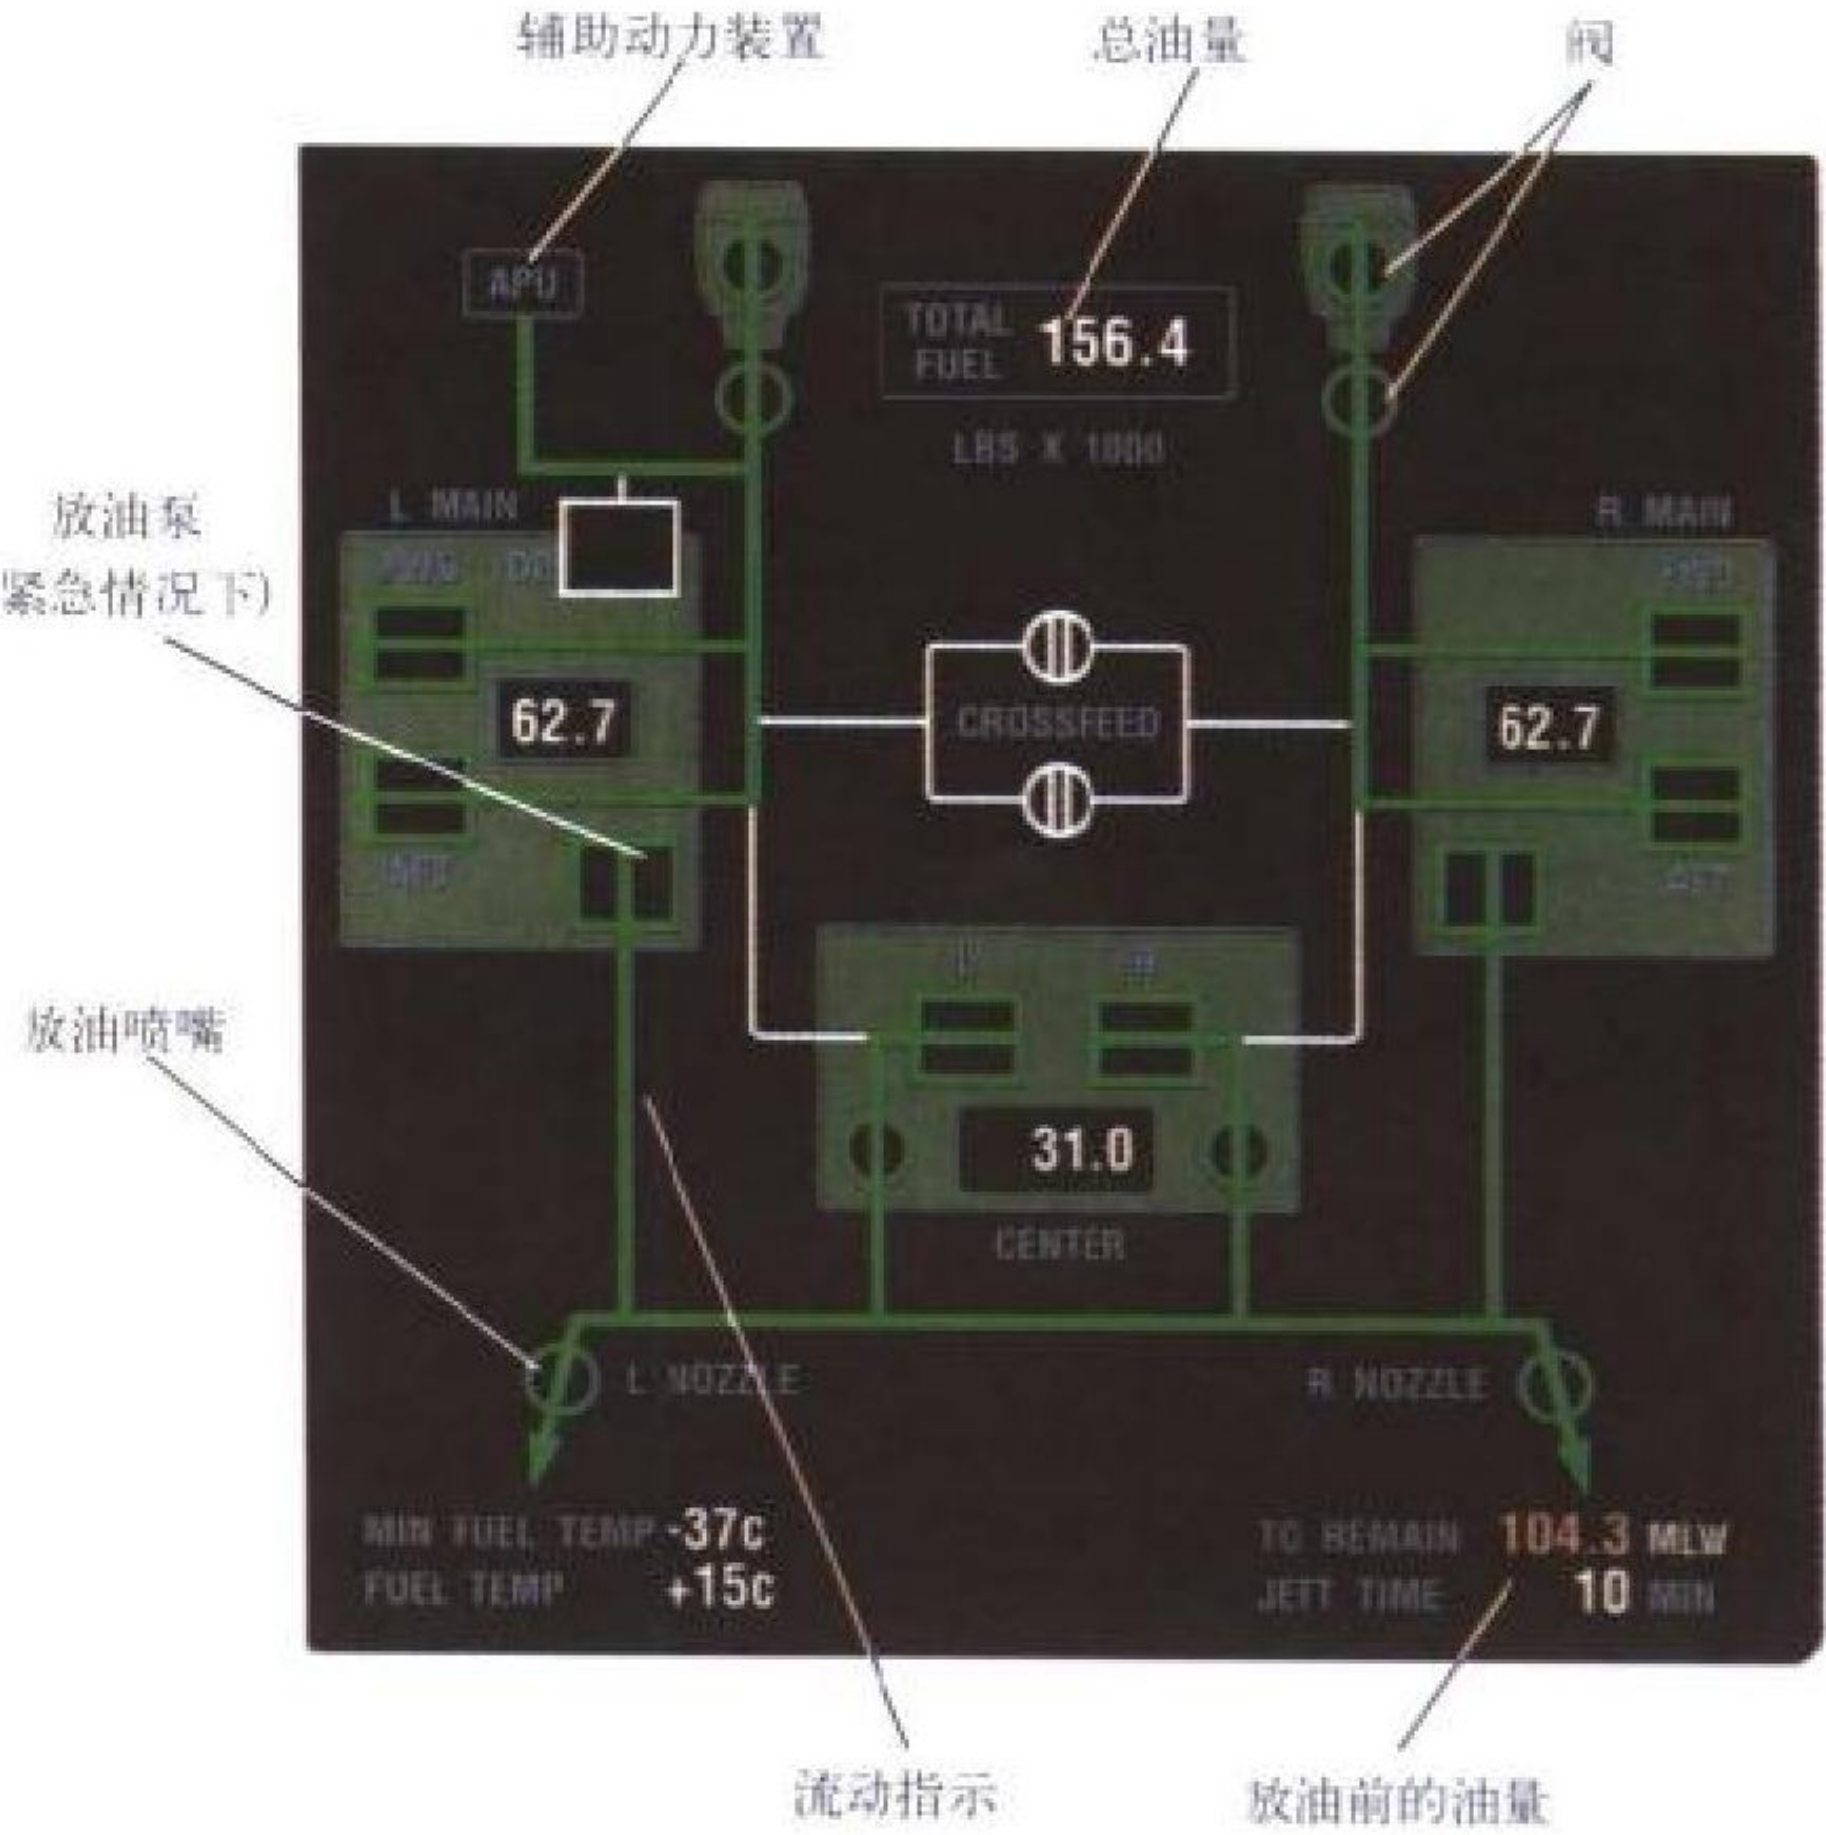 辅助动力装置
总油量
阀
APU
TOTAL
FUEL
156.4
LBS X 1000
放油泵
紧急情况下)
L MAIN
R MAIN
62.7
CROSSFEED
62.7
AFT
放油喷嘴
31.0
CENTER
L NOZZLE
R NOZZLE
MIN FUEL TEMP -37c
FUEL TEMP +15c
TO REMAIN 104.3 MLW
JETT TIME 10 MIN
流动指示
放油前的油量